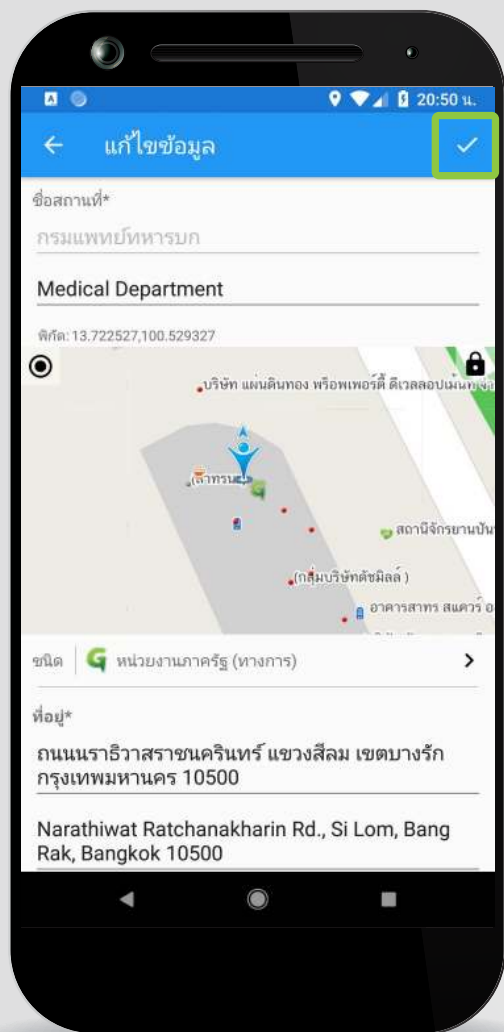 20:50 น.
แก้ไขข้อมูล
ชื่อสถานที่*
กรมแพทย์ทหารบก
Medical Department
พิกัด: 13.722527,100.529327
บริษัท แผ่นดินทอง พร็อพเพอร์ตี้ ดีเวลลอปเม้นท์
สถานีจักรยานปัน
(กลุ่มบริษัทดัชมิลล์ )
อาคารสาทร สแควร์ อ
ชนิด
G หน่วยงานภาครัฐ (ทางการ)
ที่อยู่*
ถนนนราธิวาสราชนครินทร์ แขวงสีลม เขตบางรัก
กรุงเทพมหานคร 10500
Narathiwat Ratchanakharin Rd., Si Lom, Bang
Rak, Bangkok 10500